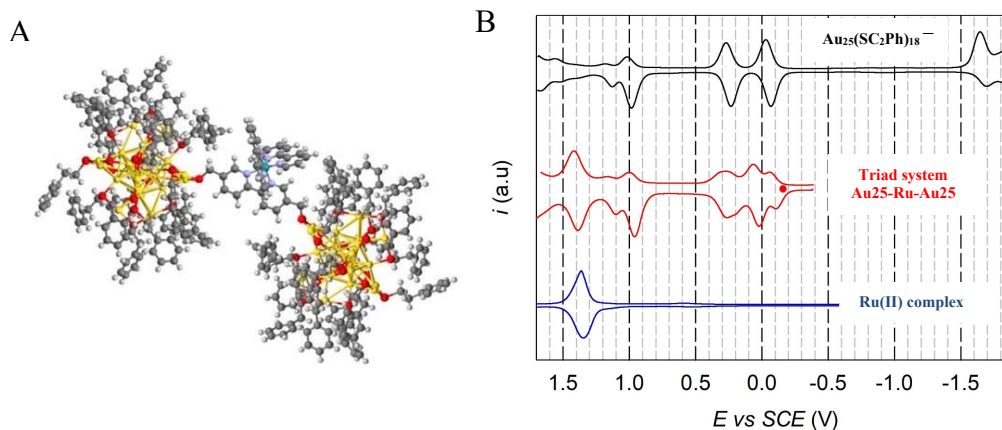 A
B
Au₂₅(SC₂Ph)₁₈⁻
Triad system
Au25-Ru-Au25
Ru(II) complex
i (a.u)
1.5 1.0 0.5 0.0 -0.5 -1.0 -1.5
E vs SCE (V)